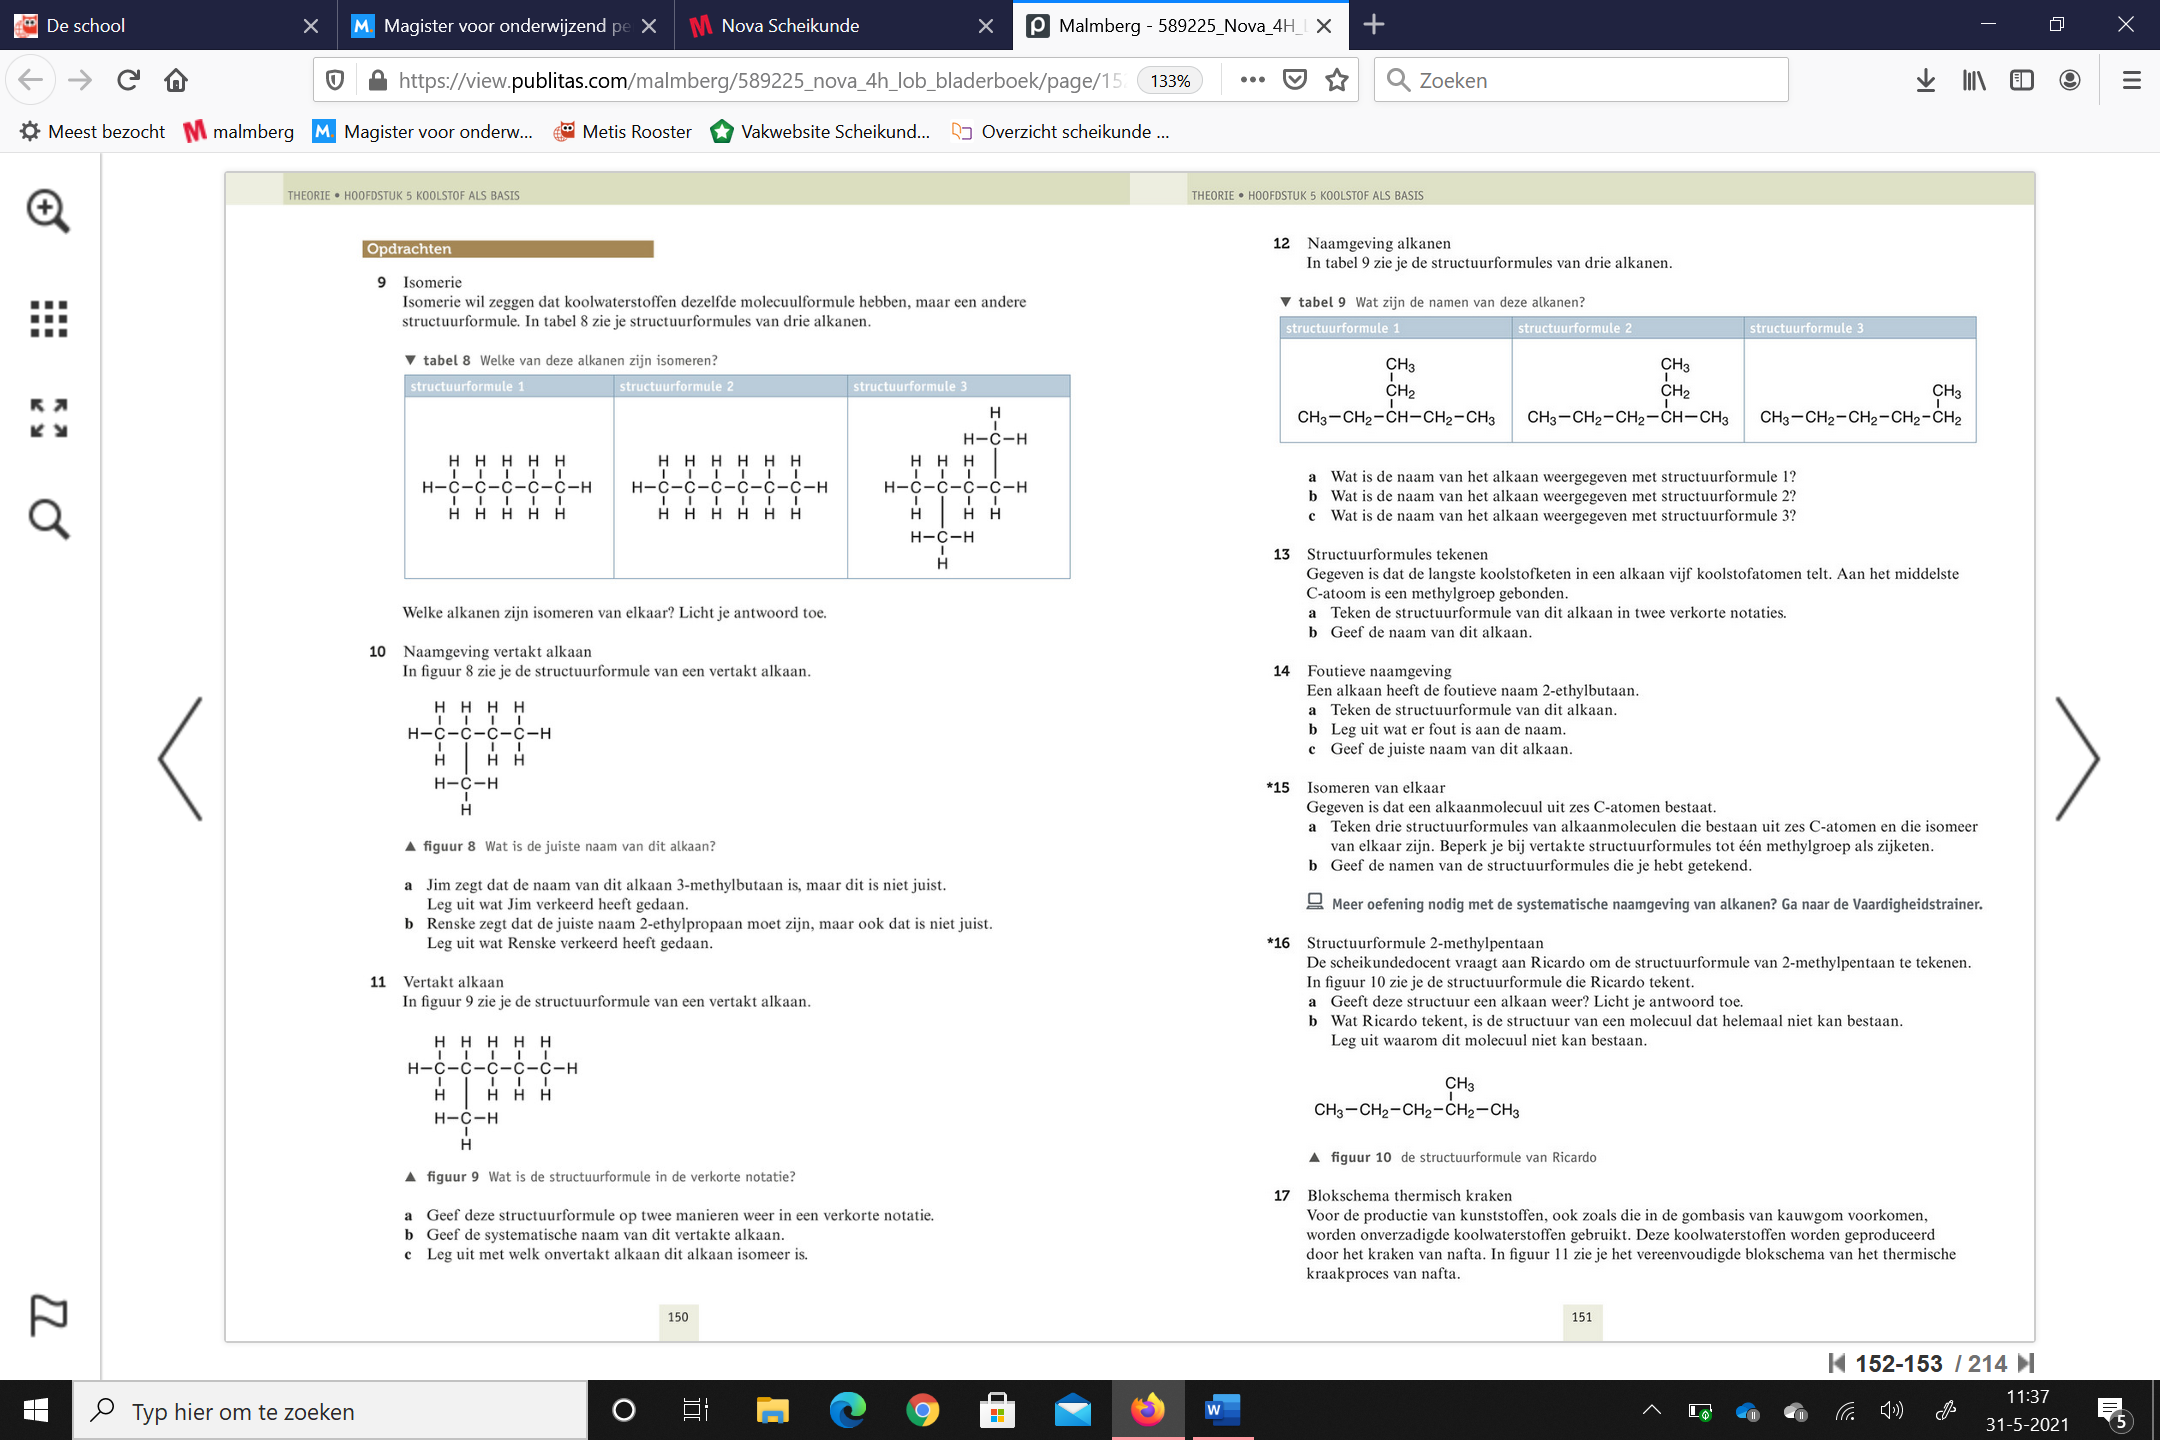 De school
Magister voor onderwijzend pe
Nova Scheikunde
Malmberg - 589225_Nova_4H_L
https://view.publitas.com/malmberg/589225_nova_4h_lob_bladerboek/page/15
133%
Zoeken
Meest bezocht
malmberg
Magister voor onderw...
Metis Rooster
Vakwebsite Scheikund...
Overzicht scheikunde ...
THEORIE • HOOFDSTUK 5 KOOLSTOF ALS BASIS
Opdrachten
9 Isomerie
Isomerie wil zeggen dat koolwaterstoffen dezelfde molecuulformule hebben, maar een andere
structuurformule. In tabel 8 zie je structuurformules van drie alkanen.
▼ tabel 8 Welke van deze alkanen zijn isomeren?
structuurformule 1 structuurformule 2 structuurformule 3
H H H H H
H-C-C-C-C-C-H
H H H H H
H H H H H H
H-C-C-C-C-C-C-H
H H H H H H
H
H-C-H
H H H
H-C-C-C-C-H
H H H
H-C-H
H
Welke alkanen zijn isomeren van elkaar? Licht je antwoord toe.
10 Naamgeving vertakt alkaan
In figuur 8 zie je de structuurformule van een vertakt alkaan.
H H H H
H-C-C-C-C-H
H H H
H-C-H
H
▲ figuur 8 Wat is de juiste naam van dit alkaan?
a Jim zegt dat de naam van dit alkaan 3-methylbutaan is, maar dit is niet juist.
Leg uit wat Jim verkeerd heeft gedaan.
b Renske zegt dat de juiste naam 2-ethylpropaan moet zijn, maar ook dat is niet juist.
Leg uit wat Renske verkeerd heeft gedaan.
11 Vertakt alkaan
In figuur 9 zie je de structuurformule van een vertakt alkaan.
H H H H H
H-C-C-C-C-C-H
H H H H
H-C-H
H
▲ figuur 9 Wat is de structuurformule in de verkorte notatie?
a Geef deze structuurformule op twee manieren weer in een verkorte notatie.
b Geef de systematische naam van dit vertakte alkaan.
c Leg uit met welk onvertakt alkaan dit alkaan isomeer is.
150
THEORIE • HOOFDSTUK 5 KOOLSTOF ALS BASIS
12 Naamgeving alkanen
In tabel 9 zie je de structuurformules van drie alkanen.
▼ tabel 9 Wat zijn de namen van deze alkanen?
structuurformule 1 structuurformule 2 structuurformule 3
CH₃
CH₂
CH₃-CH₂-CH-CH₂-CH₃
CH₃
CH₂
CH₃-CH₂-CH₂-CH-CH₃
CH₃
CH₃-CH₂-CH₂-CH₂-CH₂
a Wat is de naam van het alkaan weergegeven met structuurformule 1?
b Wat is de naam van het alkaan weergegeven met structuurformule 2?
c Wat is de naam van het alkaan weergegeven met structuurformule 3?
13 Structuurformules tekenen
Gegeven is dat de langste koolstofketen in een alkaan vijf koolstofatomen telt. Aan het middelste
C-atoom is een methylgroep gebonden.
a Teken de structuurformule van dit alkaan in twee verkorte notaties.
b Geef de naam van dit alkaan.
14 Foutieve naamgeving
Een alkaan heeft de foutieve naam 2-ethylbutaan.
a Teken de structuurformule van dit alkaan.
b Leg uit wat er fout is aan de naam.
c Geef de juiste naam van dit alkaan.
*15 Isomeren van elkaar
Gegeven is dat een alkaanmolecuul uit zes C-atomen bestaat.
a Teken drie structuurformules van alkaanmoleculen die bestaan uit zes C-atomen en die isomeer
van elkaar zijn. Beperk je bij vertakte structuurformules tot één methylgroep als zijketen.
b Geef de namen van de structuurformules die je hebt getekend.
Meer oefening nodig met de systematische naamgeving van alkanen? Ga naar de Vaardigheidstrainer.
*16 Structuurformule 2-methylpentaan
De scheikundedocent vraagt aan Ricardo om de structuurformule van 2-methylpentaan te tekenen.
In figuur 10 zie je de structuurformule die Ricardo tekent.
a Geeft deze structuur een alkaan weer? Licht je antwoord toe.
b Wat Ricardo tekent, is de structuur van een molecuul dat helemaal niet kan bestaan.
Leg uit waarom dit molecuul niet kan bestaan.
CH₃
CH₃-CH₂-CH₂-CH₂-CH₃
▲ figuur 10 de structuurformule van Ricardo
17 Blokschema thermisch kraken
Voor de productie van kunststoffen, ook zoals die in de gombasis van kauwgom voorkomen,
worden onverzadigde koolwaterstoffen gebruikt. Deze koolwaterstoffen worden geproduceerd
door het kraken van nafta. In figuur 11 zie je het vereenvoudigde blokschema van het thermische
kraakproces van nafta.
151
152-153 / 214
Typ hier om te zoeken
11:37
31-5-2021
5